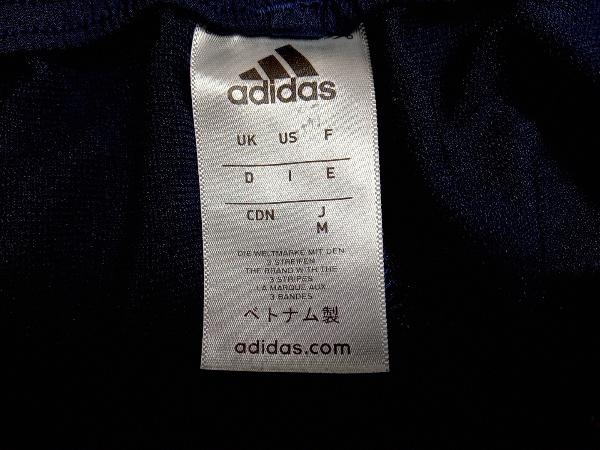 adidas
UK US F
D I E
CDN J
M
DIE WELTMARKE MIT DEN
3 STREIFEN
THE BRAND WITH THE
3 STRIPES
LA MARQUE AUX
3 BANDES
ベトナム製
adidas.com